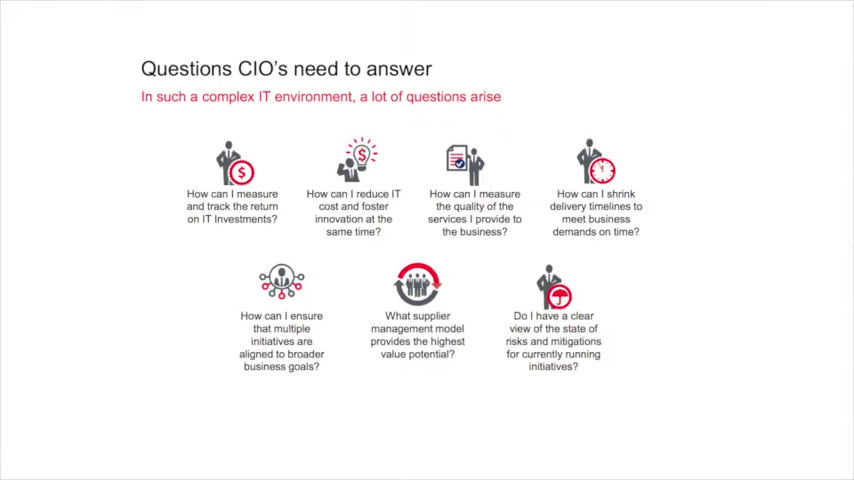 Questions CIO's need to answer
In such a complex IT environment, a lot of questions arise
How can I measure
and track the return
on IT Investments?
How can I reduce IT
cost and foster
innovation at the
same time?
How can I measure
the quality of the
services I provide to
the business?
How can I shrink
delivery timelines to
meet business
demands on time?
How can I ensure
that multiple
initiatives are
aligned to broader
business goals?
What supplier
management model
provides the highest
value potential?
Do I have a clear
view of the state of
risks and mitigations
for currently running
initiatives?